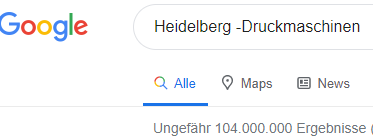 Google
Heidelberg -Druckmaschinen
Alle Maps News
Ungefähr 104.000.000 Ergebnisse (